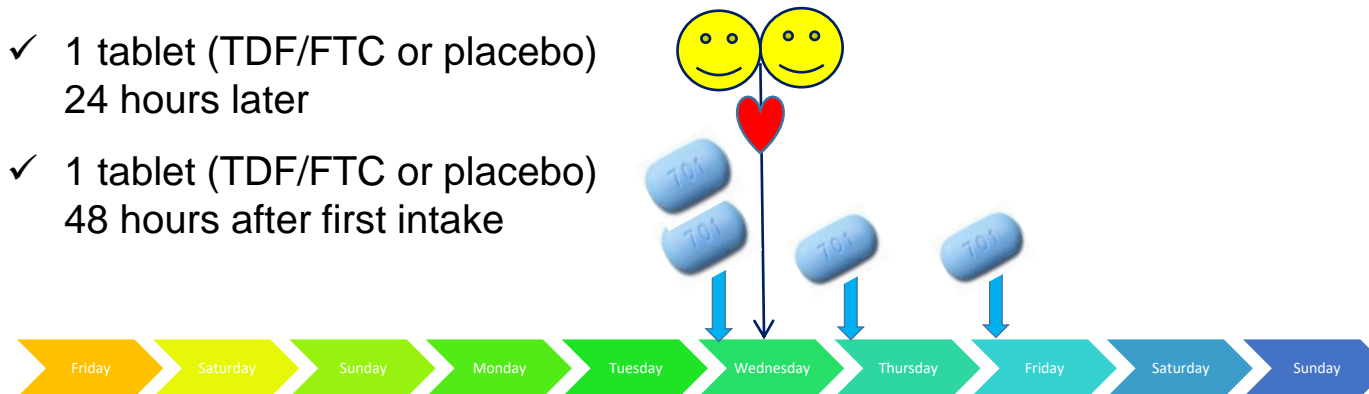 ✓ 1 tablet (TDF/FTC or placebo)
24 hours later
✓ 1 tablet (TDF/FTC or placebo)
48 hours after first intake
701
701
701
701
Friday
Saturday
Sunday
Monday
Tuesday
Wednesday
Thursday
Friday
Saturday
Sunday